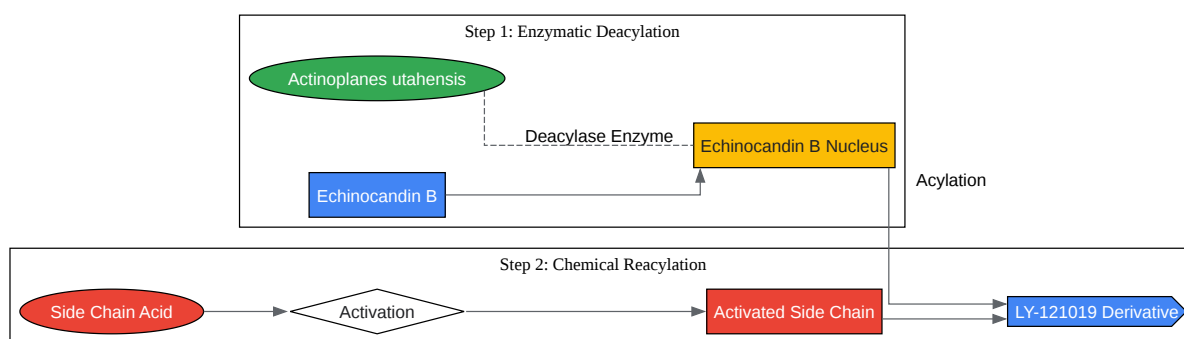 Step 1: Enzymatic Deacylation
Actinoplanes utahensis
Deacylase Enzyme
Echinocandin B Nucleus
Echinocandin B
Acylation
Step 2: Chemical Reacylation
Side Chain Acid
Activation
Activated Side Chain
LY-121019 Derivative